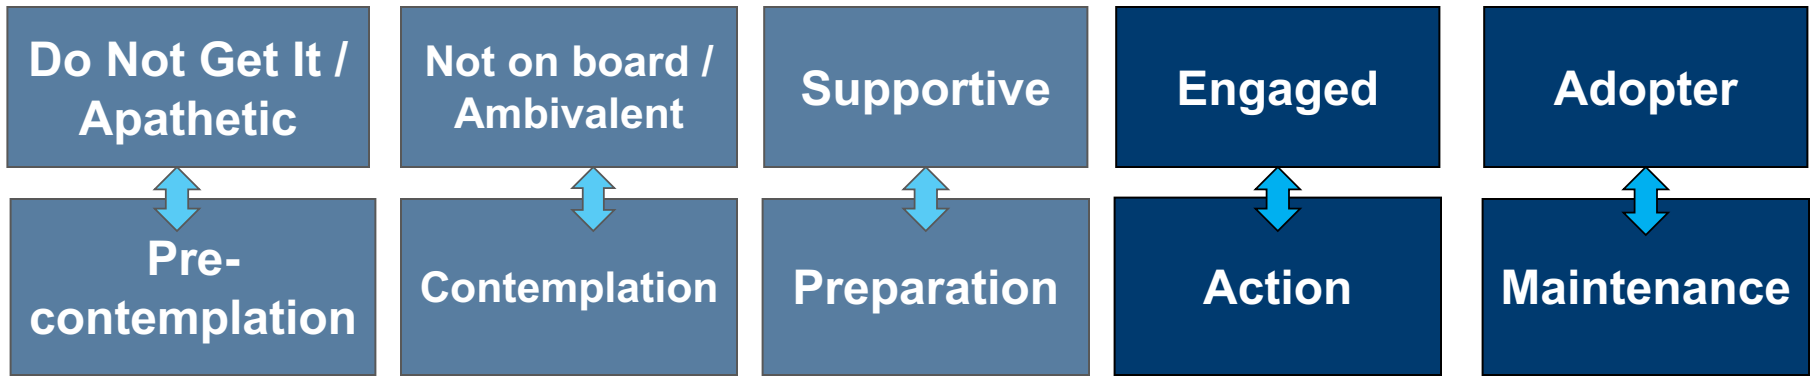 Do Not Get It /
Apathetic
Not on board /
Ambivalent
Supportive
Engaged
Adopter
Pre-
contemplation
Contemplation
Preparation
Action
Maintenance